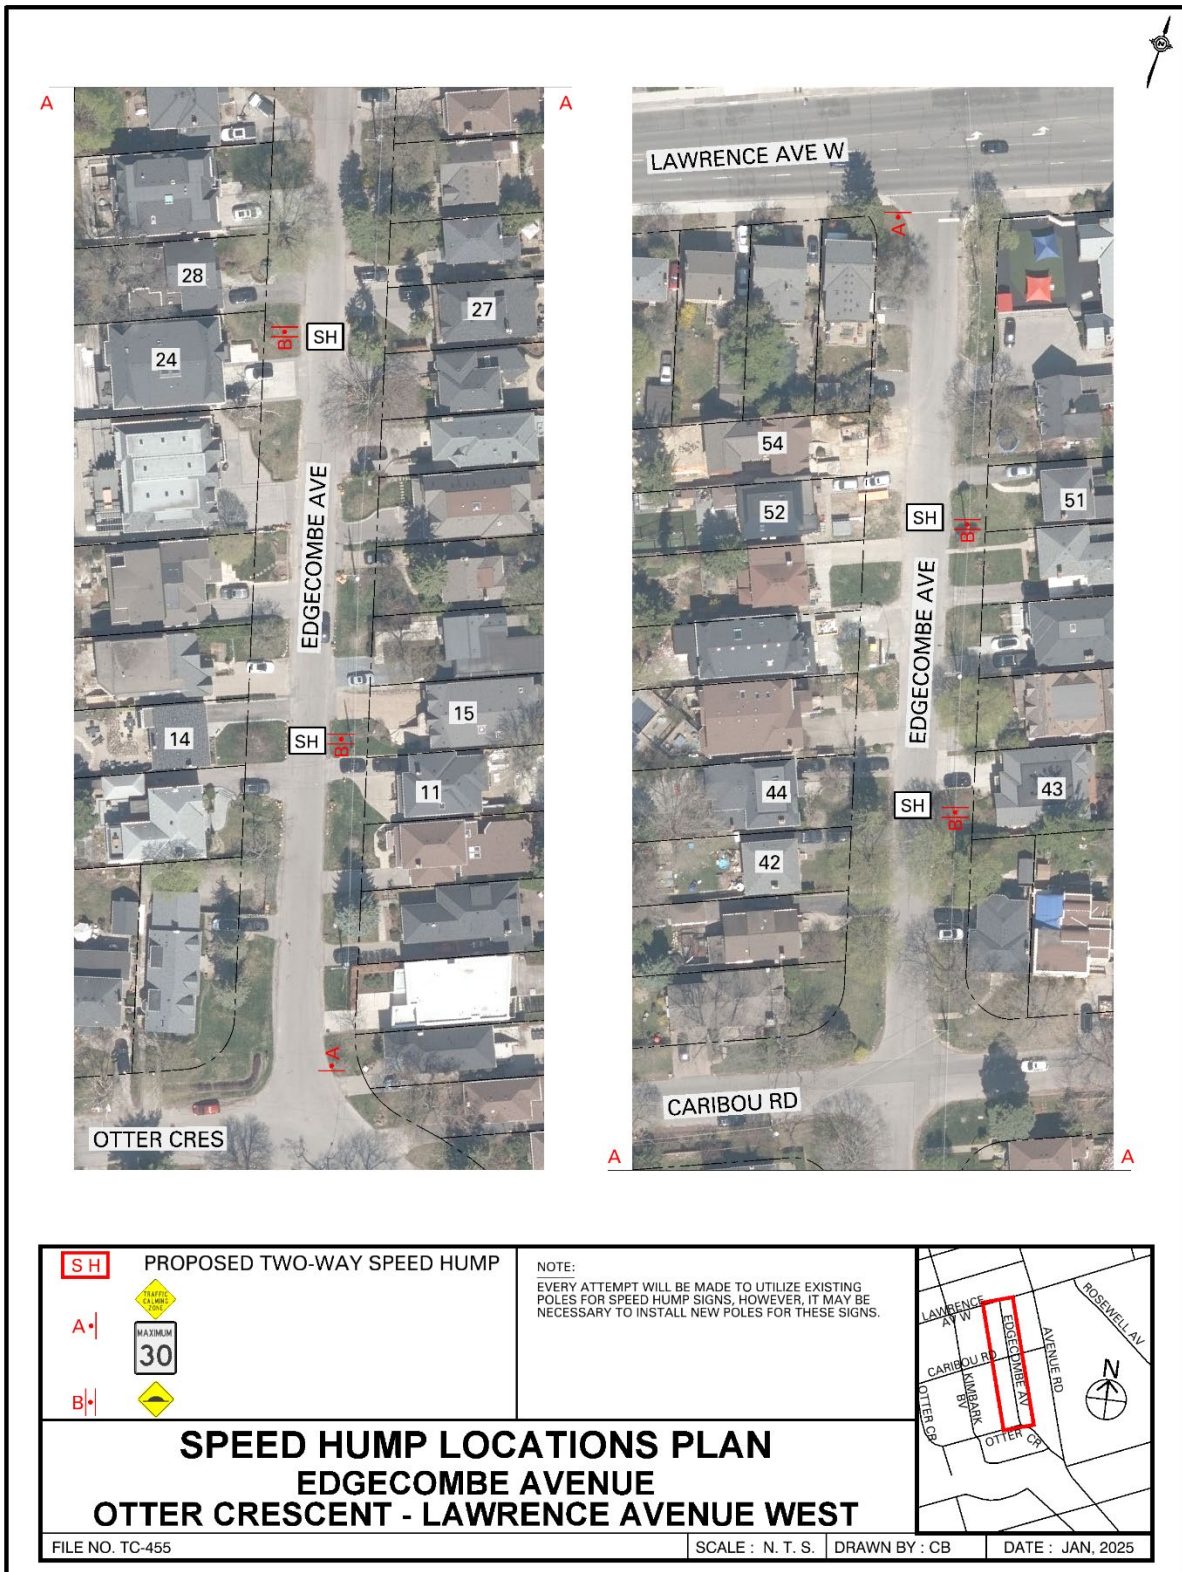 N
A
A
28
27
24
B
SH
EDGECOMBE AVE
14
SH
B
15
11
A
OTTER CRES
LAWRENCE AVE W
A
54
52
SH
B
51
EDGECOMBE AVE
44
SH
B
43
42
CARIBOU RD
A
A
SH
PROPOSED TWO-WAY SPEED HUMP
A
TRAFFIC
CALMING
ZONE
MAXIMUM
30
B
NOTE:
EVERY ATTEMPT WILL BE MADE TO UTILIZE EXISTING
POLES FOR SPEED HUMP SIGNS, HOWEVER, IT MAY BE
NECESSARY TO INSTALL NEW POLES FOR THESE SIGNS.
LAWRENCE
AV W
EDGECOMBE AV
ROSEWELL AV
AVENUE RD
CARIBOU RD
KIMBARK
BV
OTTER CR
OTTER CR
N
SPEED HUMP LOCATIONS PLAN
EDGECOMBE AVENUE
OTTER CRESCENT - LAWRENCE AVENUE WEST
FILE NO. TC-455
SCALE : N. T. S.
DRAWN BY : CB
DATE : JAN, 2025